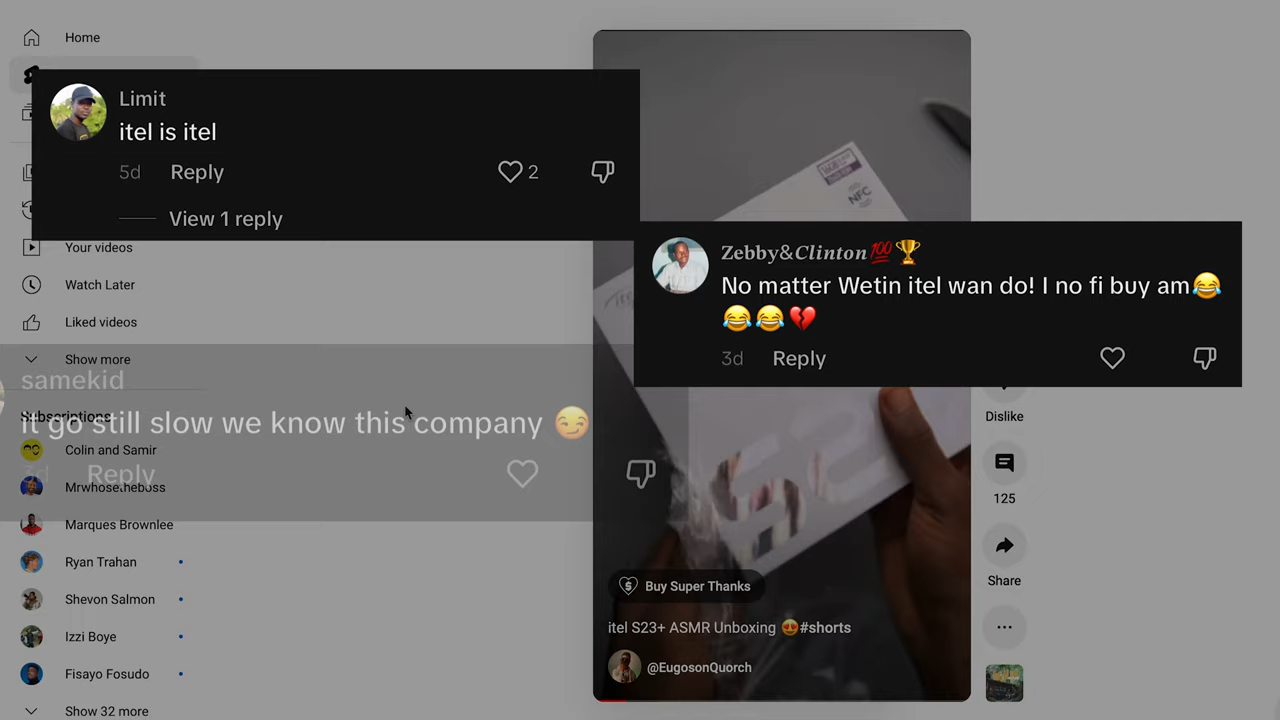 Home
Limit
itel is itel
5d Reply
2
View 1 reply
Your videos
Watch Later
Liked videos
Show more
samekid
it go still slow we know this company 😏
3d Reply
Subscriptions
Colin and Samir
Mrwhosetheboss
Marques Brownlee
Ryan Trahan
Shevon Salmon
Izzi Boye
Fisayo Fosudo
Show 32 more
NFC
Zebby&Clinton💯🏆
No matter Wetin itel wan do! I no fi buy am😂
😂😂💔
3d Reply
S23
Buy Super Thanks
itel S23+ ASMR Unboxing 😍#shorts
@EugosonQuorch
Dislike
125
Share